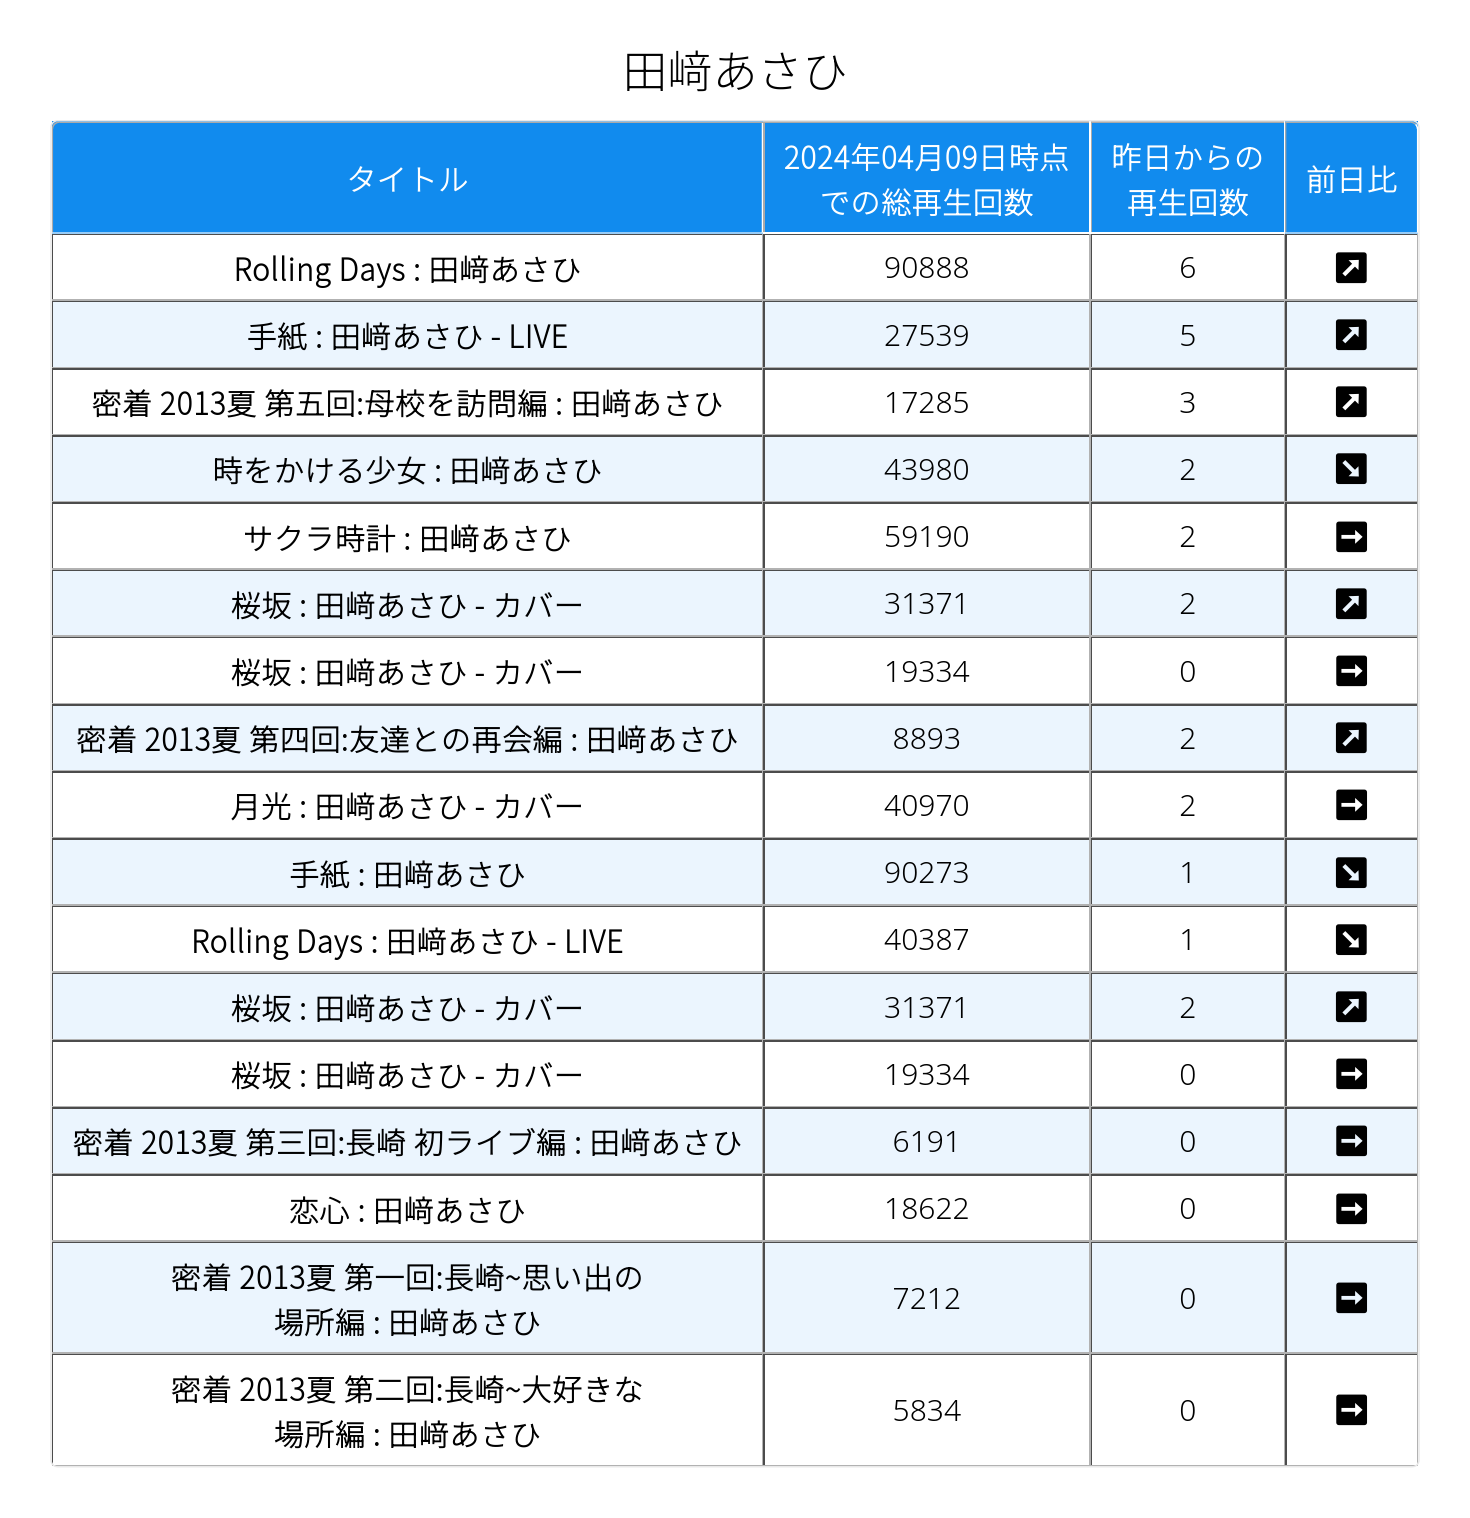 田﨑あさひ
タイトル
2024年04月09日時点
での総再生回数
昨日からの
再生回数
前日比
Rolling Days : 田﨑あさひ 90888 6
手紙 : 田﨑あさひ - LIVE 27539 5
密着 2013夏 第五回:母校を訪問編 : 田﨑あさひ 17285 3
時をかける少女 : 田﨑あさひ 43980 2
サクラ時計 : 田﨑あさひ 59190 2
桜坂 : 田﨑あさひ - カバー 31371 2
桜坂 : 田﨑あさひ - カバー 19334 0
密着 2013夏 第四回:友達との再会編 : 田﨑あさひ 8893 2
月光 : 田﨑あさひ - カバー 40970 2
手紙 : 田﨑あさひ 90273 1
Rolling Days : 田﨑あさひ - LIVE 40387 1
桜坂 : 田﨑あさひ - カバー 31371 2
桜坂 : 田﨑あさひ - カバー 19334 0
密着 2013夏 第三回:長崎 初ライブ編 : 田﨑あさひ 6191 0
恋心 : 田﨑あさひ 18622 0
密着 2013夏 第一回:長崎~思い出の
場所編 : 田﨑あさひ 7212 0
密着 2013夏 第二回:長崎~大好きな
場所編 : 田﨑あさひ 5834 0